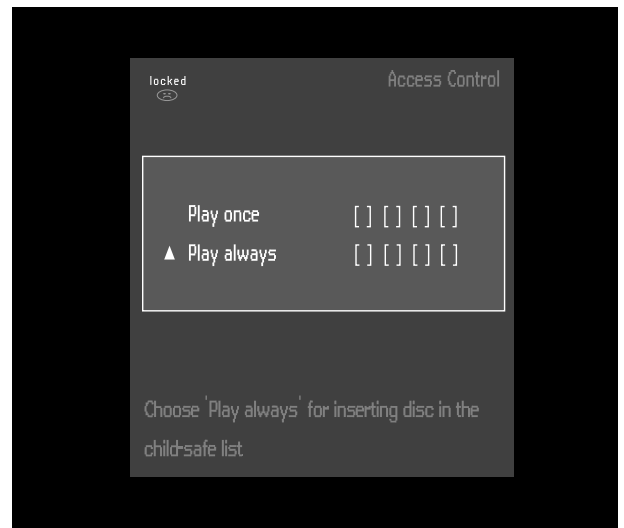 locked
Access Control
Play once [ ] [ ] [ ] [ ]
▲ Play always [ ] [ ] [ ] [ ]
Choose 'Play always' for inserting disc in the
child-safe list